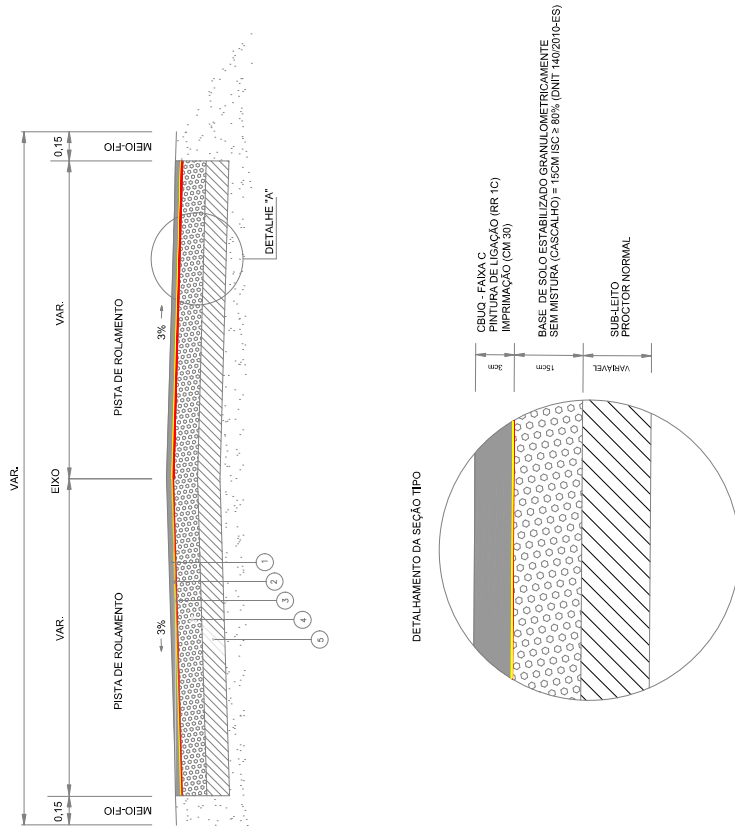 VAR.
0,15
VAR.
EIXO
VAR.
0,15
MEIO-FIO
PISTA DE ROLAMENTO
PISTA DE ROLAMENTO
MEIO-FIO
3%
3%
1
2
3
4
5
DETALHE "A"
DETALHAMENTO DA SEÇÃO TIPO
3cm
CBUQ - FAIXA C
PINTURA DE LIGAÇÃO (RR 1C)
IMPRIMAÇÃO (CM 30)
15cm
BASE DE SOLO ESTABILIZADO GRANULOMETRICAMENTE
SEM MISTURA (CASCALHO) = 15CM ISC ≥ 80% (DNIT 140/2010-ES)
VARIAVEL
SUB-LEITO
PROCTOR NORMAL